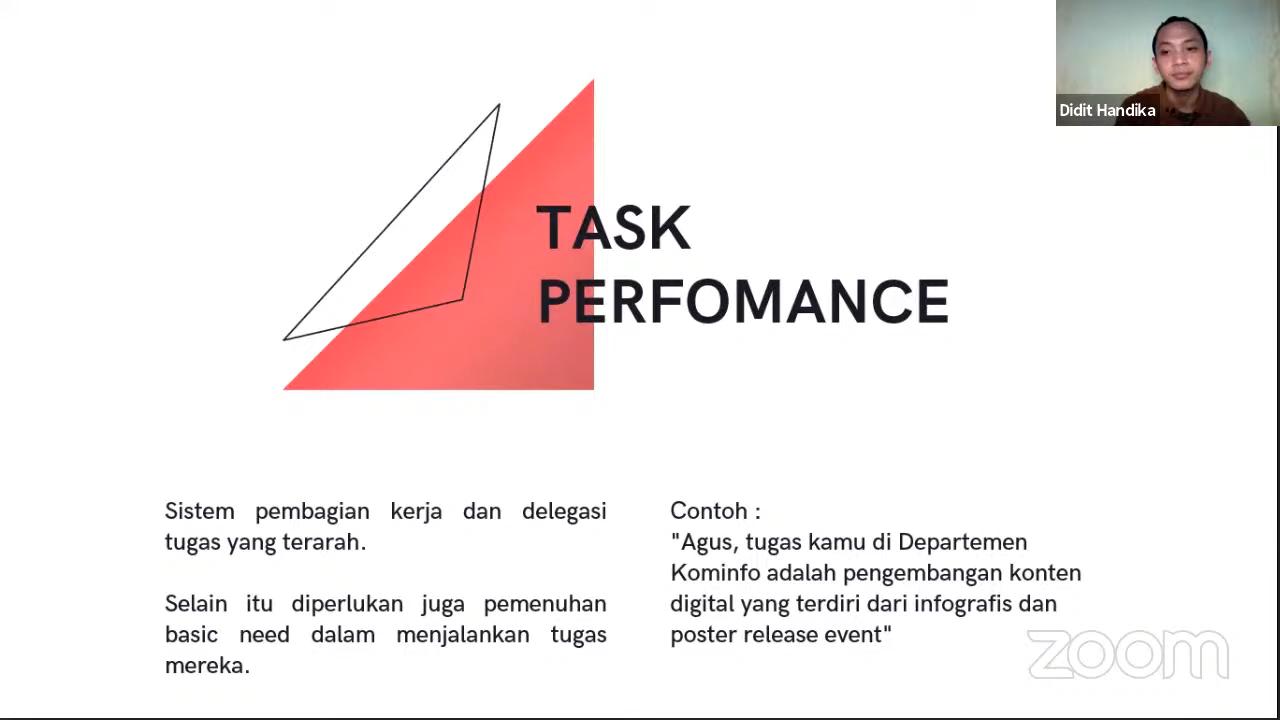 Didit Handika
TASK
PERFOMANCE
Sistem pembagian kerja dan delegasi
tugas yang terarah.
Selain itu diperlukan juga pemenuhan
basic need dalam menjalankan tugas
mereka.
Contoh :
"Agus, tugas kamu di Departemen
Kominfo adalah pengembangan konten
digital yang terdiri dari infografis dan
poster release event"
zoom